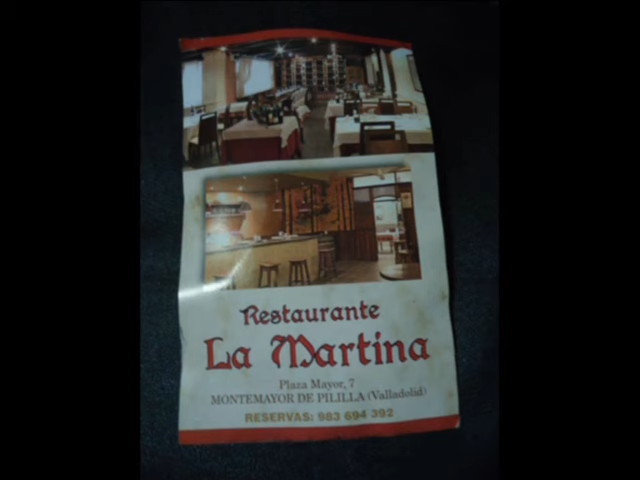 Restaurante
La Martina
Plaza Mayor, 7
MONTEMAYOR DE PILILLA (Valladolid)
RESERVAS: 983 694 392